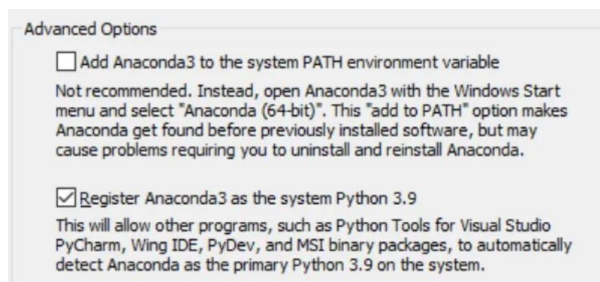 Advanced Options
Add Anaconda3 to the system PATH environment variable
Not recommended. Instead, open Anaconda3 with the Windows Start
menu and select "Anaconda (64-bit)". This "add to PATH" option makes
Anaconda get found before previously installed software, but may
cause problems requiring you to uninstall and reinstall Anaconda.
Register Anaconda3 as the system Python 3.9
This will allow other programs, such as Python Tools for Visual Studio
PyCharm, Wing IDE, PyDev, and MSI binary packages, to automatically
detect Anaconda as the primary Python 3.9 on the system.